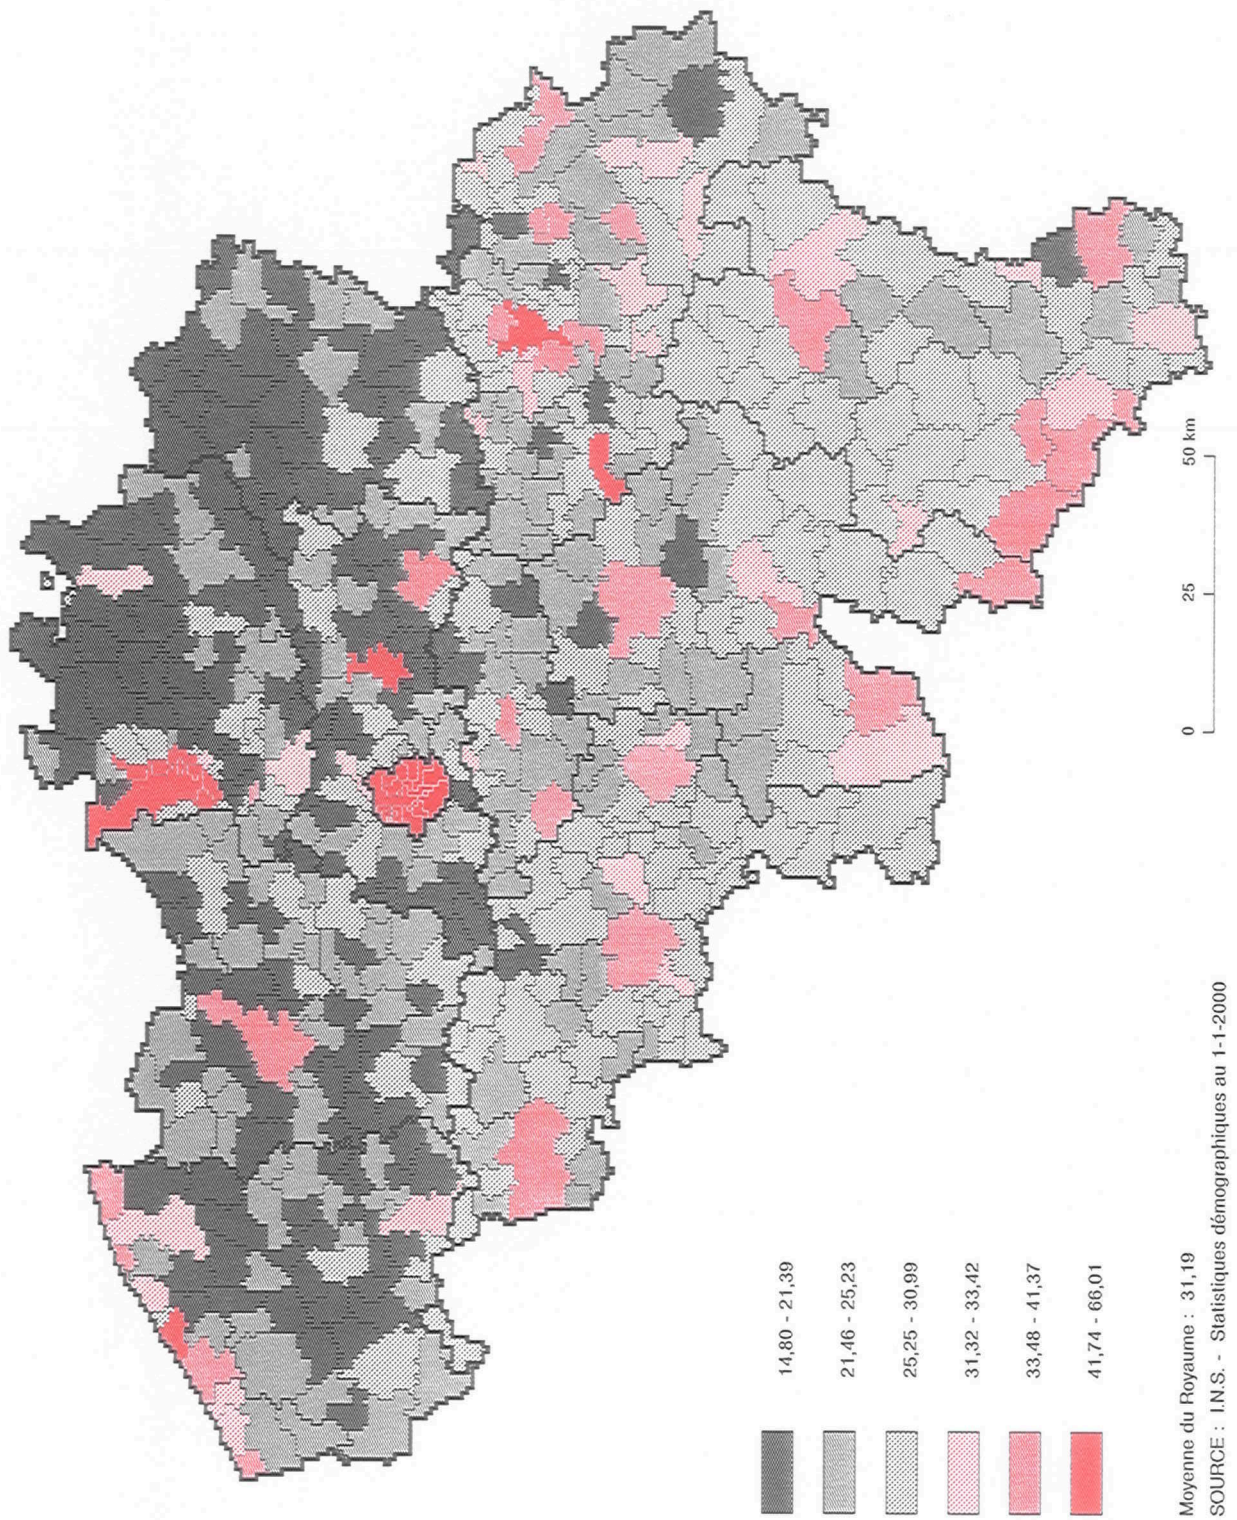 14,80 - 21,39
21,46 - 25,23
25,25 - 30,99
31,32 - 33,42
33,48 - 41,37
41,74 - 66,01
0 25 50 km
Moyenne du Royaume : 31,19
SOURCE : I.N.S. - Statistiques démographiques au 1-1-2000